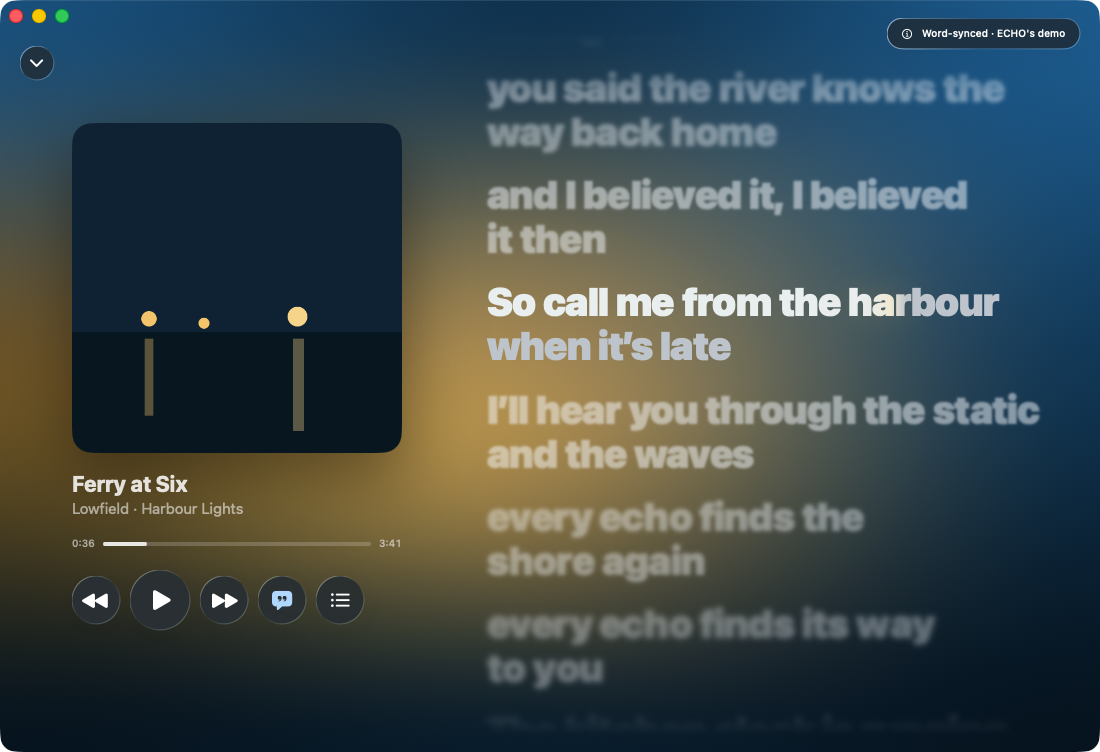 Word-synced · ECHO's demo
you said the river knows the
way back home
and I believed it, I believed
it then
So call me from the harbour
when it’s late
I’ll hear you through the static
and the waves
every echo finds the
shore again
every echo finds its way
to you
Ferry at Six
Lowfield · Harbour Lights
0:36
3:41